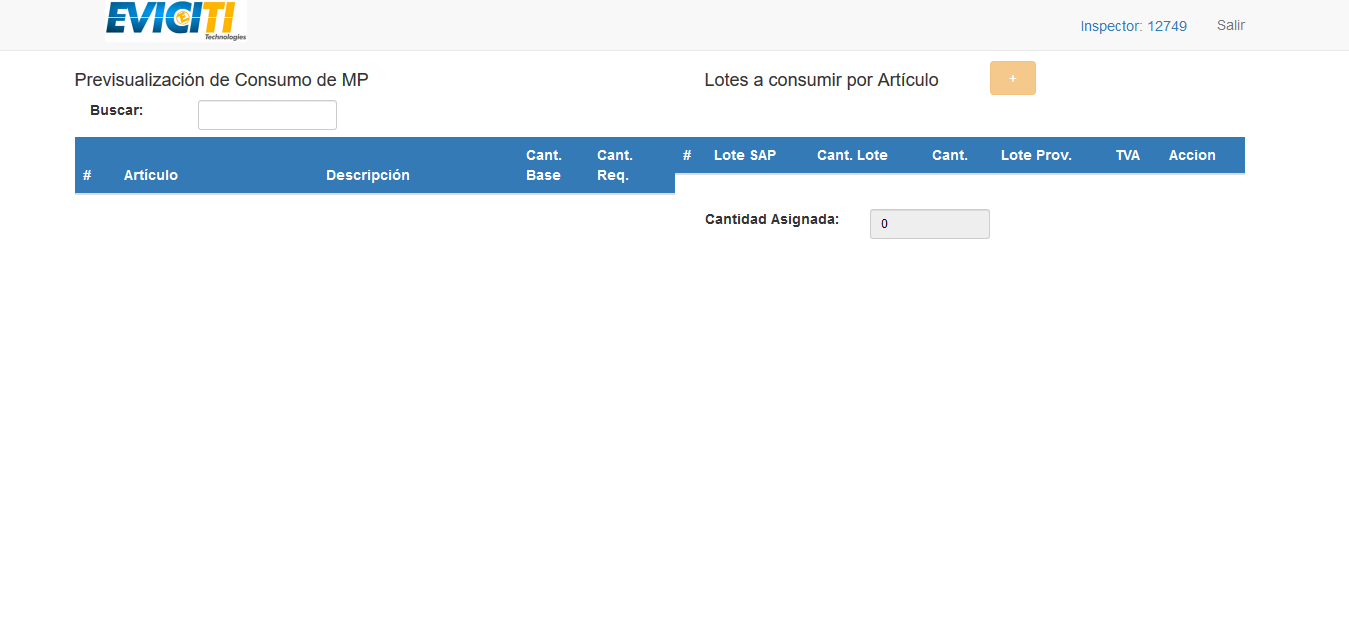 EVICITI
Technologies
Inspector: 12749
Salir
Previsualización de Consumo de MP
Buscar:
# Artículo Descripción Cant. Base Cant. Req.
Lotes a consumir por Artículo +
# Lote SAP Cant. Lote Cant. Lote Prov. TVA Accion
Cantidad Asignada: 0